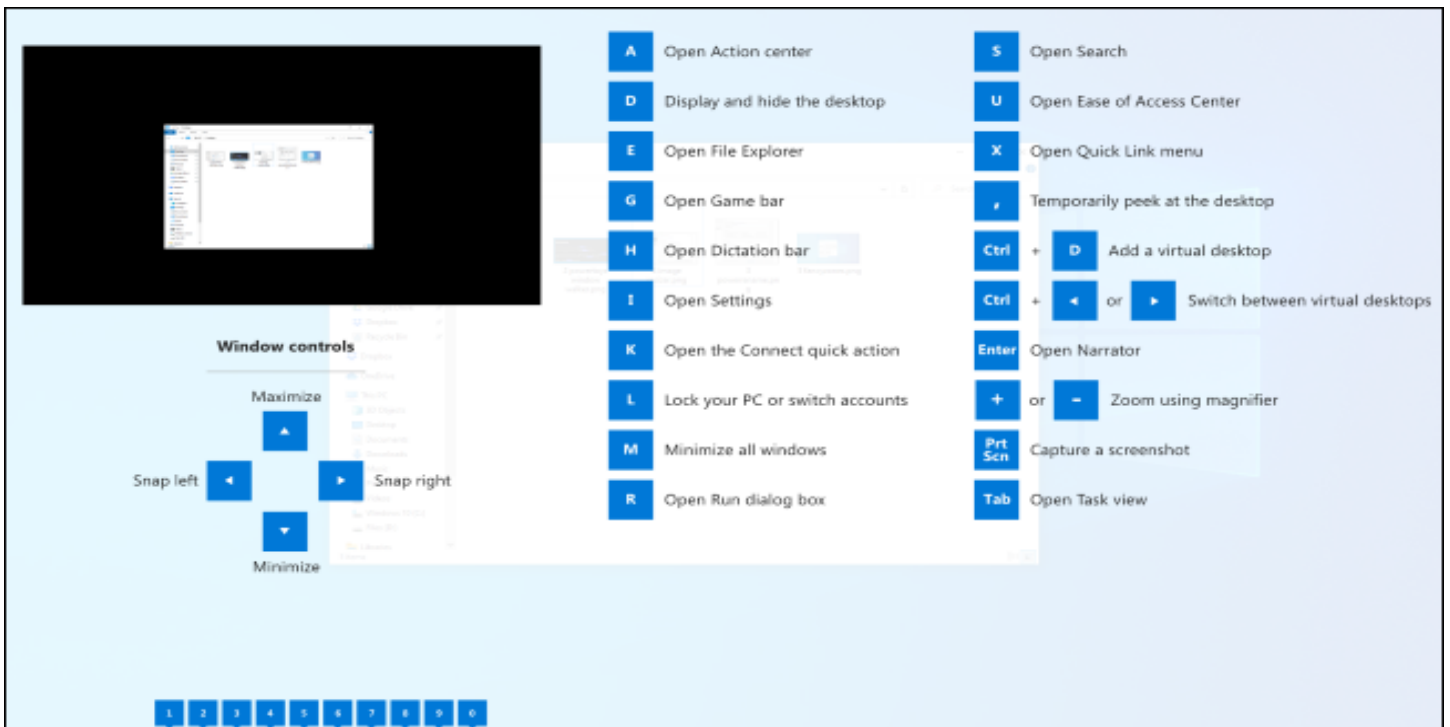 Window controls
Maximize
Snap left
Snap right
Minimize
A Open Action center
D Display and hide the desktop
E Open File Explorer
G Open Game bar
H Open Dictation bar
I Open Settings
K Open the Connect quick action
L Lock your PC or switch accounts
M Minimize all windows
R Open Run dialog box
S Open Search
U Open Ease of Access Center
X Open Quick Link menu
, Temporarily peek at the desktop
Ctrl + D Add a virtual desktop
Ctrl + ◄ or ► Switch between virtual desktops
Enter Open Narrator
+ or - Zoom using magnifier
Prt Scn Capture a screenshot
Tab Open Task view
1 2 3 4 5 6 7 8 9 0